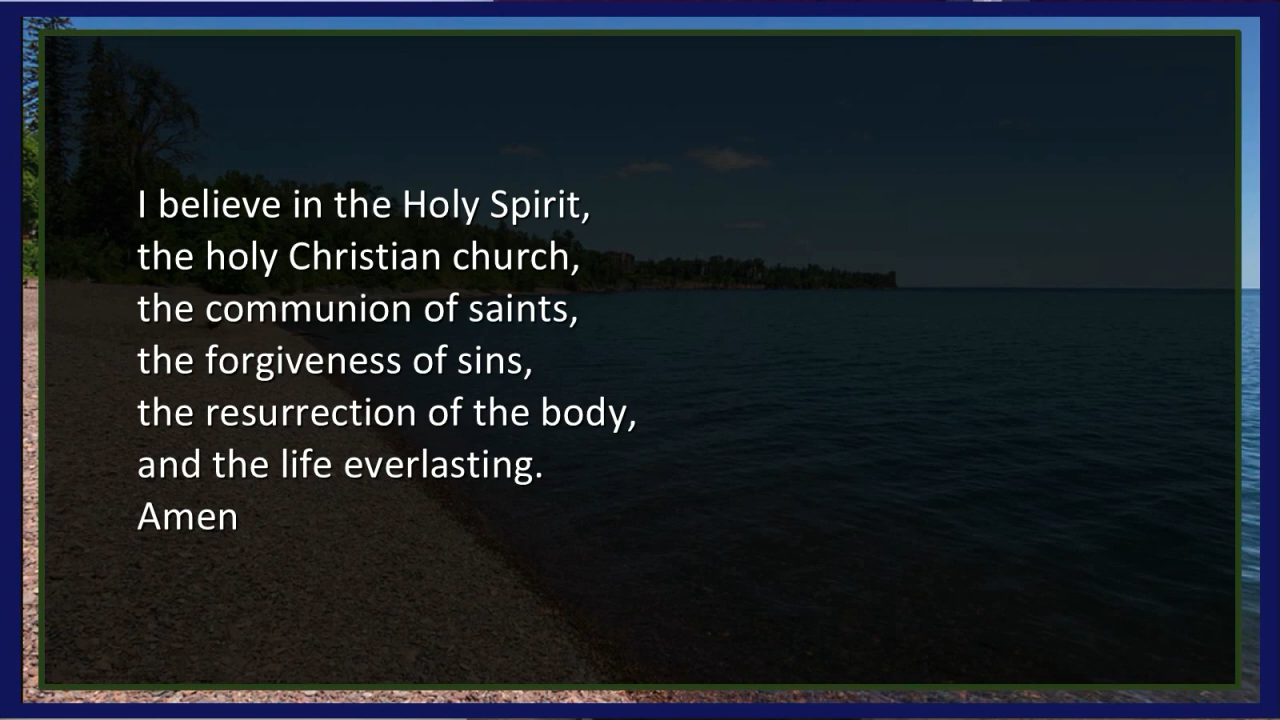 I believe in the Holy Spirit,
the holy Christian church,
the communion of saints,
the forgiveness of sins,
the resurrection of the body,
and the life everlasting.
Amen